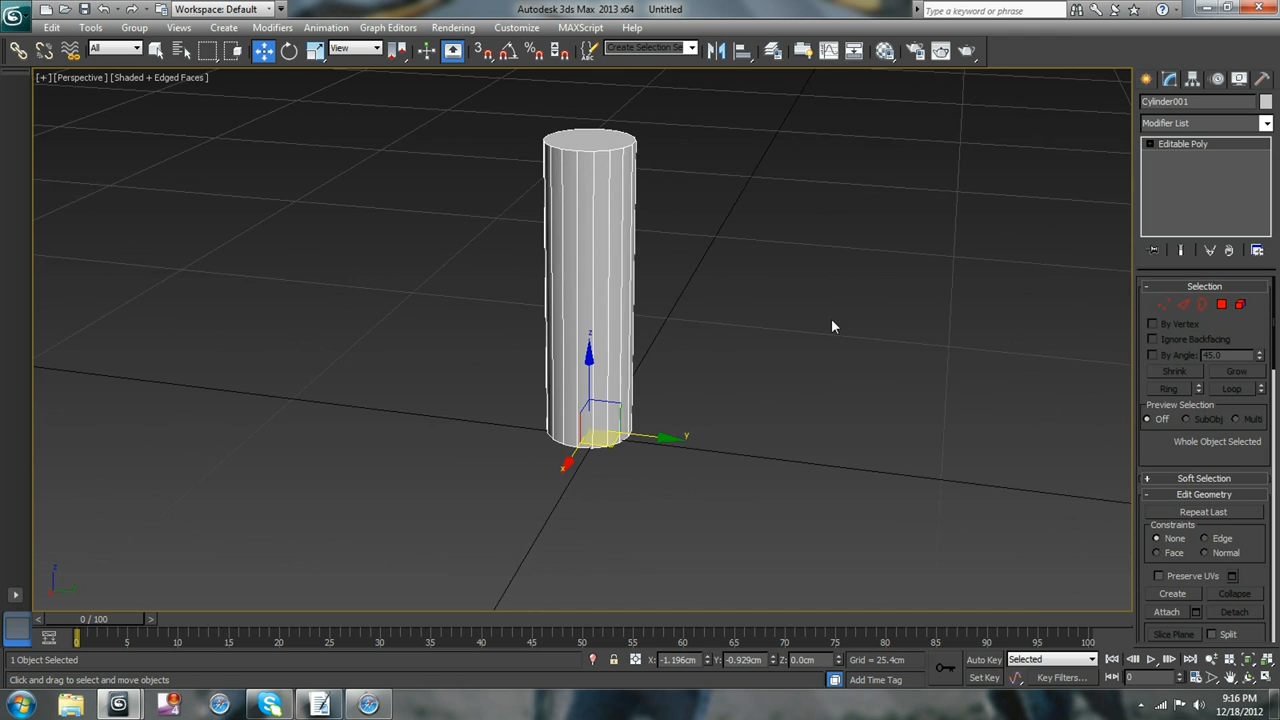 Workspace: Default
Autodesk 3ds Max 2013 x64 Untitled
Type a keyword or phrase
Edit Tools Group Views Create Modifiers Animation Graph Editors Rendering Customize MAXScript Help
All
View
Create Selection Se
[+] [Perspective] [Shaded + Edged Faces]
Cylinder001
Modifier List
Editable Poly
Selection
By Vertex
Ignore Backfacing
By Angle: 45.0
Shrink Grow
Ring Loop
Preview Selection
Off SubObj Multi
Whole Object Selected
Soft Selection
Edit Geometry
Repeat Last
Constraints
None Edge
Face Normal
Preserve UVs
Create Collapse
Attach Detach
Slice Plane Split
z
y
x
z
0 / 100
0 5 10 15 20 25 30 35 40 45 50 55 60 65 70 75 80 85 90 95 100
1 Object Selected
X: -1.196cm Y: -0.929cm Z: 0.0cm Grid = 25.4cm
Auto Key Selected
Click and drag to select and move objects
Add Time Tag
Set Key Key Filters... 0
9:16 PM
12/18/2012